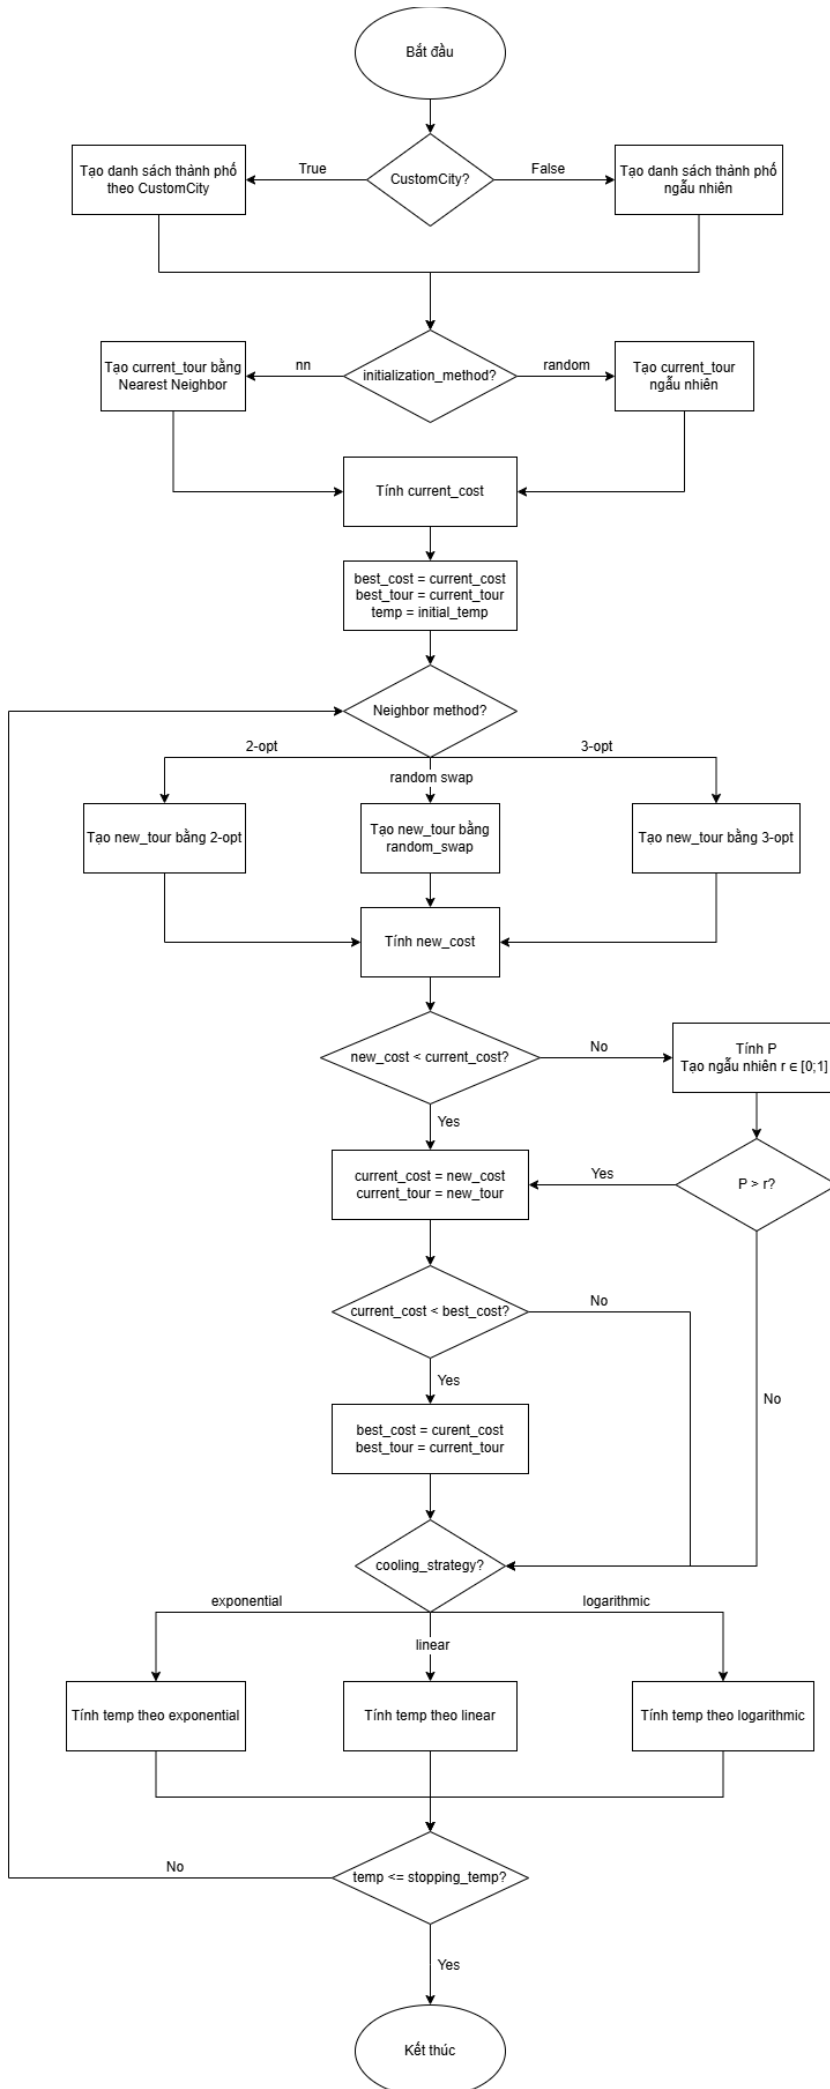 Bắt đầu
CustomCity?
True
False
Tạo danh sách thành phố
theo CustomCity
Tạo danh sách thành phố
ngẫu nhiên
initialization_method?
nn
random
Tạo current_tour bằng
Nearest Neighbor
Tạo current_tour
ngẫu nhiên
Tính current_cost
best_cost = current_cost
best_tour = current_tour
temp = initial_temp
Neighbor method?
2-opt
random swap
3-opt
Tạo new_tour bằng 2-opt
Tạo new_tour bằng
random_swap
Tạo new_tour bằng 3-opt
Tính new_cost
new_cost < current_cost?
No
Tính P
Tạo ngẫu nhiên r ∈ [0;1]
Yes
current_cost = new_cost
current_tour = new_tour
Yes
P > r?
current_cost < best_cost?
No
No
Yes
best_cost = curent_cost
best_tour = current_tour
cooling_strategy?
exponential
linear
logarithmic
Tính temp theo exponential
Tính temp theo linear
Tính temp theo logarithmic
temp <= stopping_temp?
No
Yes
Kết thúc